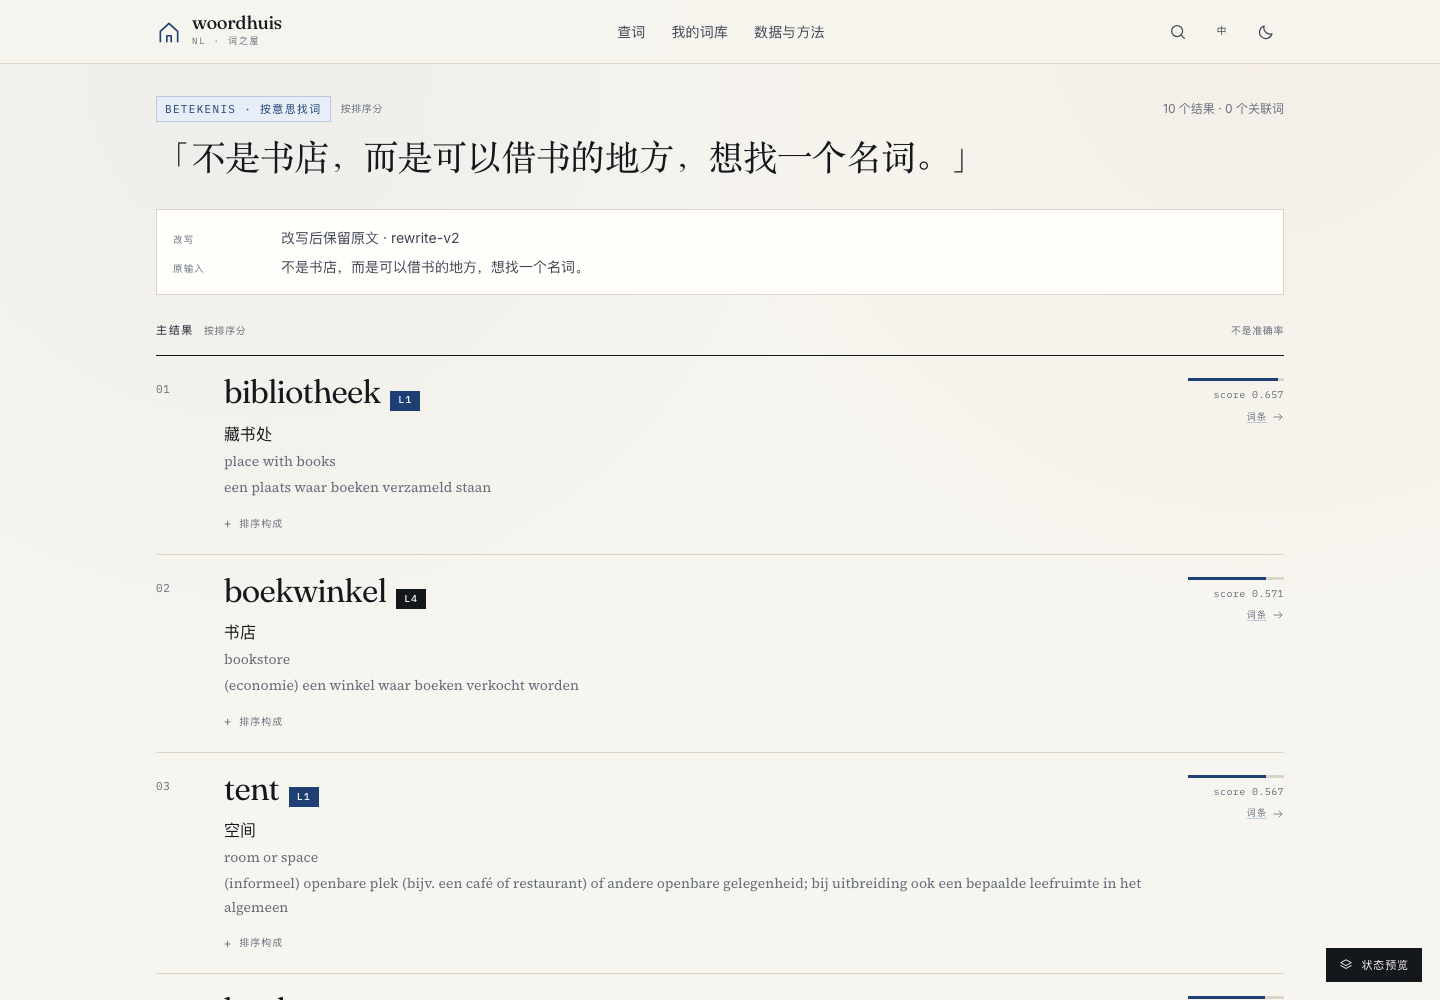 woordhuis
NL · 词之屋
查词 我的词库 数据与方法
中
BETEKENIS · 按意思找词 按排序分
10 个结果 · 0 个关联词
「不是书店，而是可以借书的地方，想找一个名词。」
改写 改写后保留原文 · rewrite-v2
原输入 不是书店，而是可以借书的地方，想找一个名词。
主结果 按排序分
不是准确率
01
bibliotheek L1
score 0.657
词条 →
藏书处
place with books
een plaats waar boeken verzameld staan
+ 排序构成
02
boekwinkel L4
score 0.571
词条 →
书店
bookstore
(economie) een winkel waar boeken verkocht worden
+ 排序构成
03
tent L1
score 0.567
词条 →
空间
room or space
(informeel) openbare plek (bijv. een café of restaurant) of andere openbare gelegenheid; bij uitbreiding ook een bepaalde leefruimte in het
algemeen
+ 排序构成
状态预览